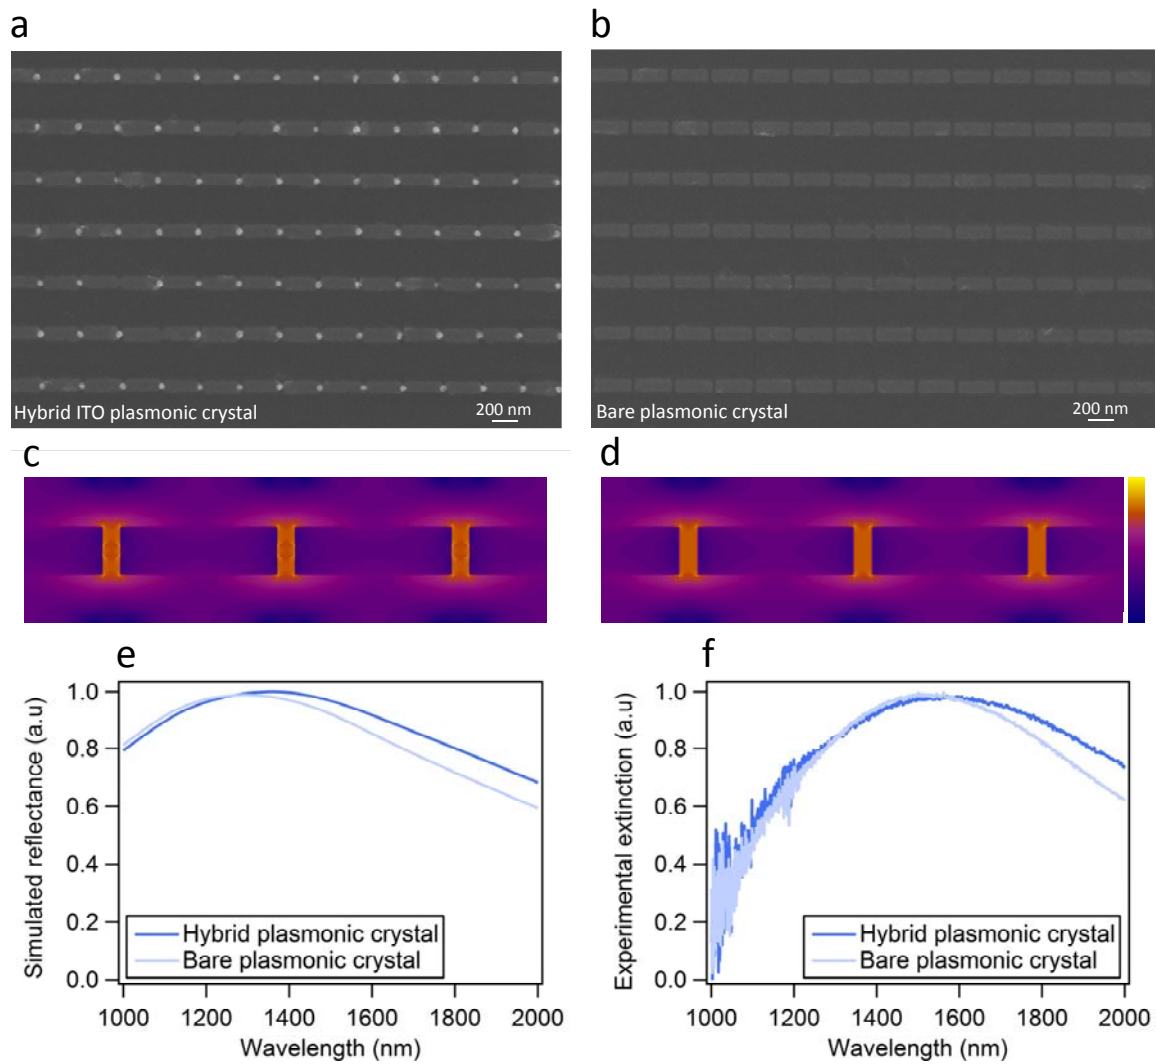 a
b
Hybrid ITO plasmonic crystal
200 nm
Bare plasmonic crystal
200 nm
c
d
e
f
Simulated reflectance (a.u)
1.0
0.8
0.6
0.4
0.2
0.0
Hybrid plasmonic crystal
Bare plasmonic crystal
1000 1200 1400 1600 1800 2000
Wavelength (nm)
Experimental extinction (a.u)
1.0
0.8
0.6
0.4
0.2
0.0
Hybrid plasmonic crystal
Bare plasmonic crystal
1000 1200 1400 1600 1800 2000
Wavelength (nm)